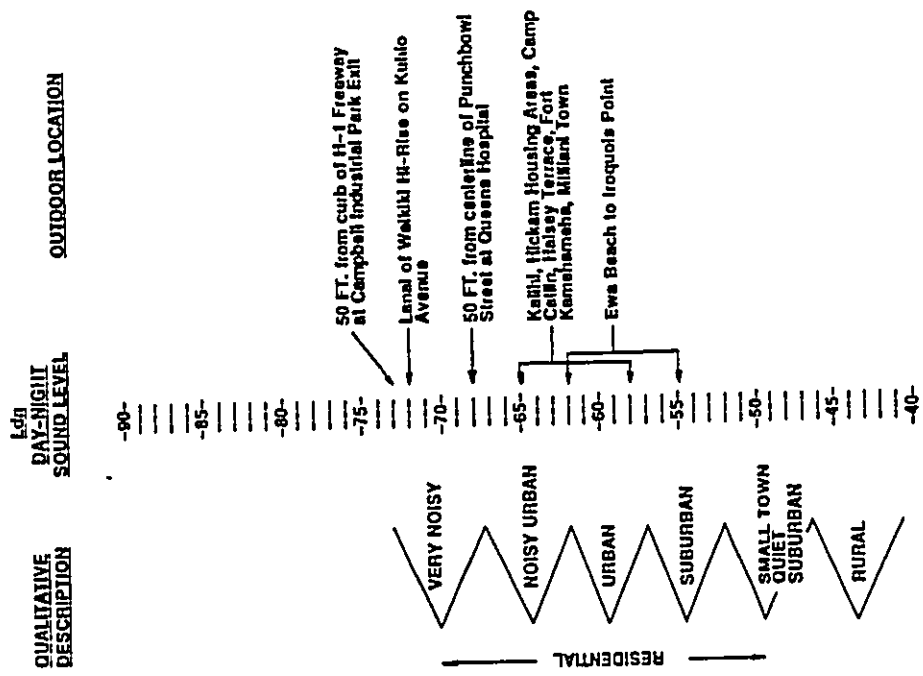 QUALITATIVE
DESCRIPTION
Ldn
DAY-NIGHT
SOUND LEVEL
OUTDOOR LOCATION
-90-
-85-
-80-
-75-
-70-
-65-
-60-
-55-
-50-
-45-
-40-
RESIDENTIAL
VERY NOISY
NOISY URBAN
URBAN
SUBURBAN
SMALL TOWN
QUIET
SUBURBAN
RURAL
50 FT. from curb of H-1 Freeway
at Campbell Industrial Park Exit
Lanai of Waikiki Hi-Rise on Kuhio
Avenue
50 FT. from centerline of Punchbowl
Street at Queens Hospital
Kalihi, Hickam Housing Areas, Camp
Catlin, Halsey Terrace, Fort
Kamehameha, Mililani Town
Ewa Beach to Iroquois Point